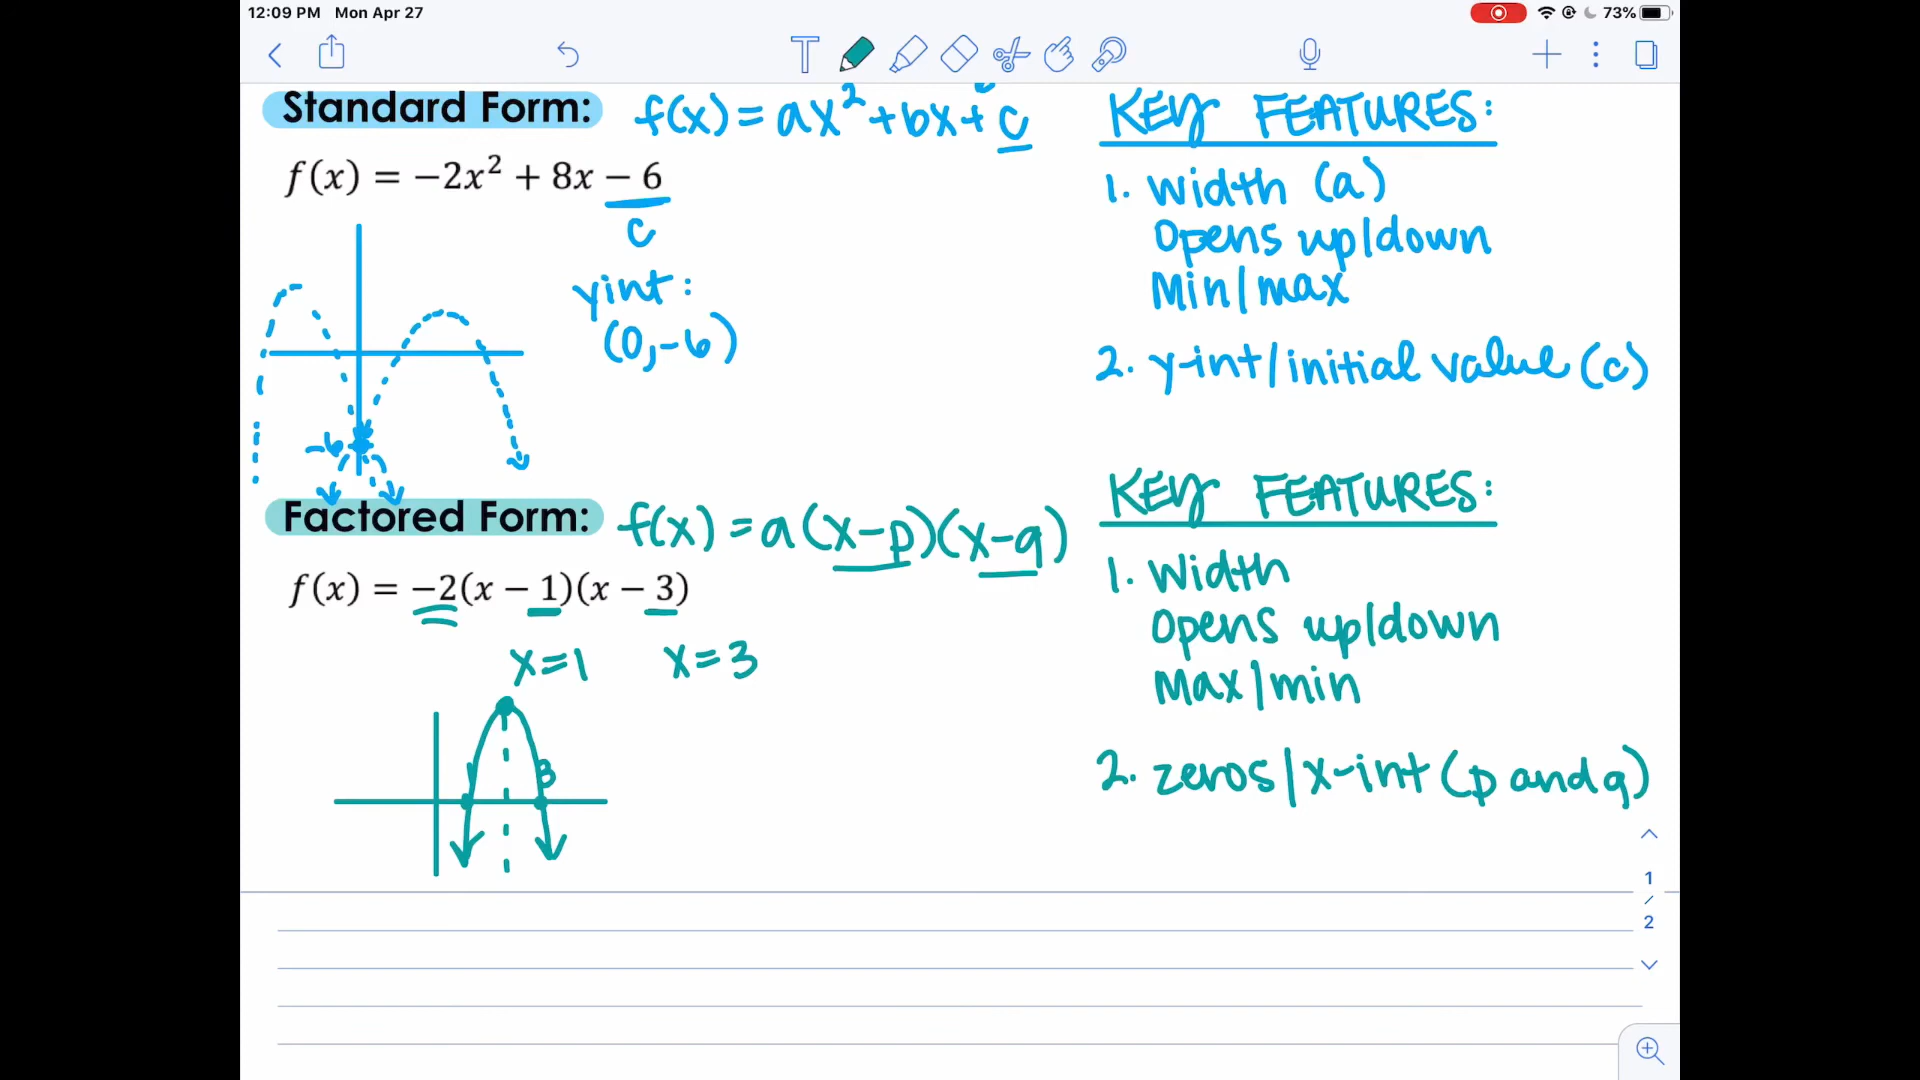 12:09 PM Mon Apr 27
73%
Standard Form: f(x) = ax² + bx + c
f(x) = −2x² + 8x − 6
c
yint:
(0,-6)
-6
KEY FEATURES:
1. Width (a)
Opens up/down
Min/max
2. y-int/initial value (c)
Factored Form: f(x) = a(x-p)(x-q)
f(x) = −2(x − 1)(x − 3)
x=1 x=3
1 3
KEY FEATURES:
1. Width
Opens up/down
Max/min
2. zeros/x-int (p and q)
1
/
2